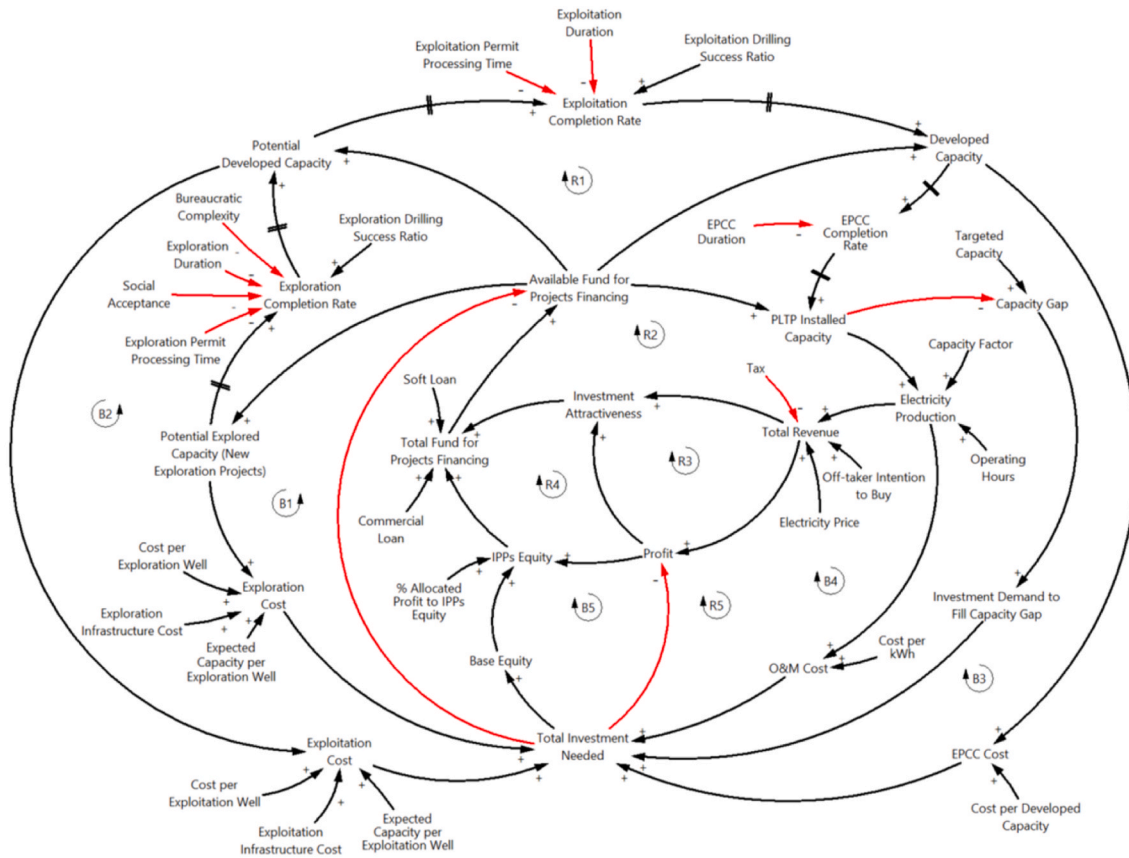 Exploitation
Duration
Exploitation Permit
Processing Time
Exploitation Drilling
Success Ratio
Exploitation
Completion Rate
Potential
Developed Capacity
Developed
Capacity
R1
Bureaucratic
Complexity
Exploration Drilling
Success Ratio
Exploration
Duration
Social
Acceptance
Exploration
Completion Rate
Exploration Permit
Processing Time
EPCC
Duration
EPCC
Completion
Rate
Targeted
Capacity
Available Fund for
Projects Financing
PLTP Installed
Capacity
Capacity Gap
R2
Capacity Factor
Tax
Soft Loan
Investment
Attractiveness
Electricity
Production
B2
Potential Explored
Capacity (New
Exploration Projects)
Total Fund for
Projects Financing
Total Revenue
R3
R4
Off-taker Intention
to Buy
Operating
Hours
B1
Commercial
Loan
Electricity Price
Cost per
Exploration Well
Exploration
Cost
IPPs Equity
Profit
B4
% Allocated
Profit to IPPs
Equity
B5
R5
Investment Demand to
Fill Capacity Gap
Exploration
Infrastructure Cost
Expected
Capacity per
Exploration Well
Base Equity
O&M Cost
Cost per
kWh
B3
Exploitation
Cost
Total Investment
Needed
EPCC Cost
Cost per
Exploitation Well
Exploitation
Infrastructure Cost
Expected
Capacity per
Exploitation Well
Cost per Developed
Capacity